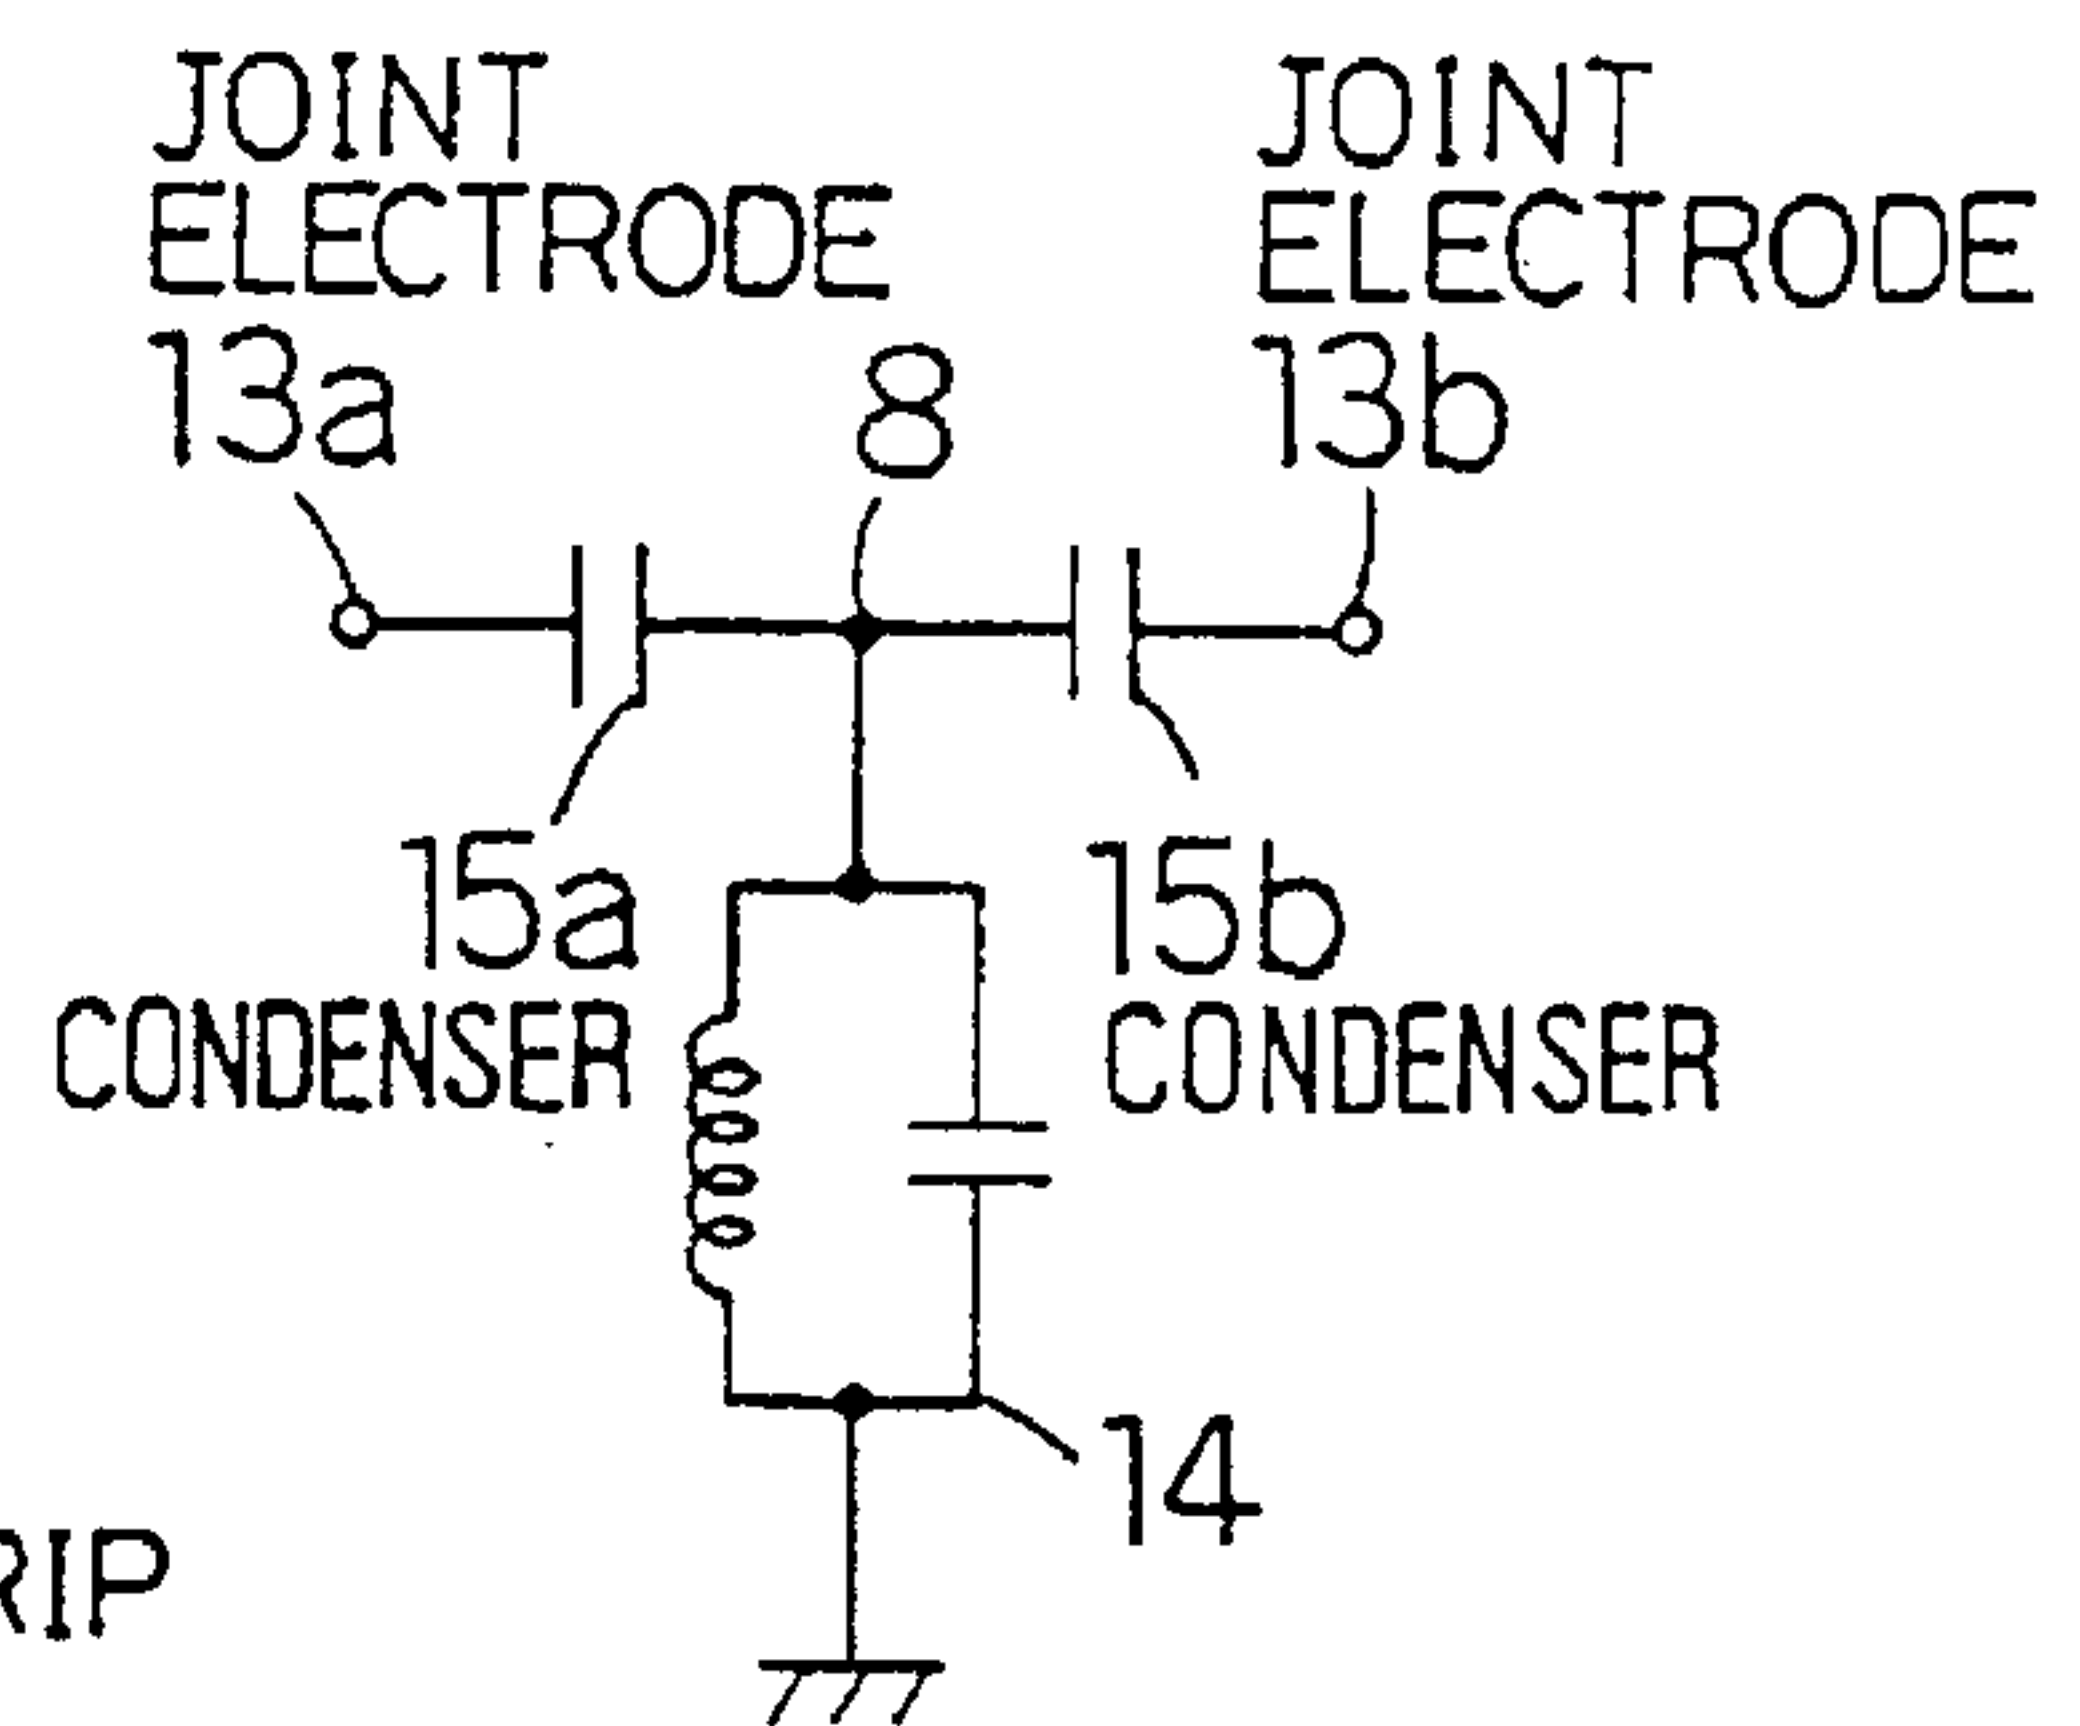 JOINT
ELECTRODE
13a
8
JOINT
ELECTRODE
13b
15a
CONDENSER
15b
CONDENSER
14